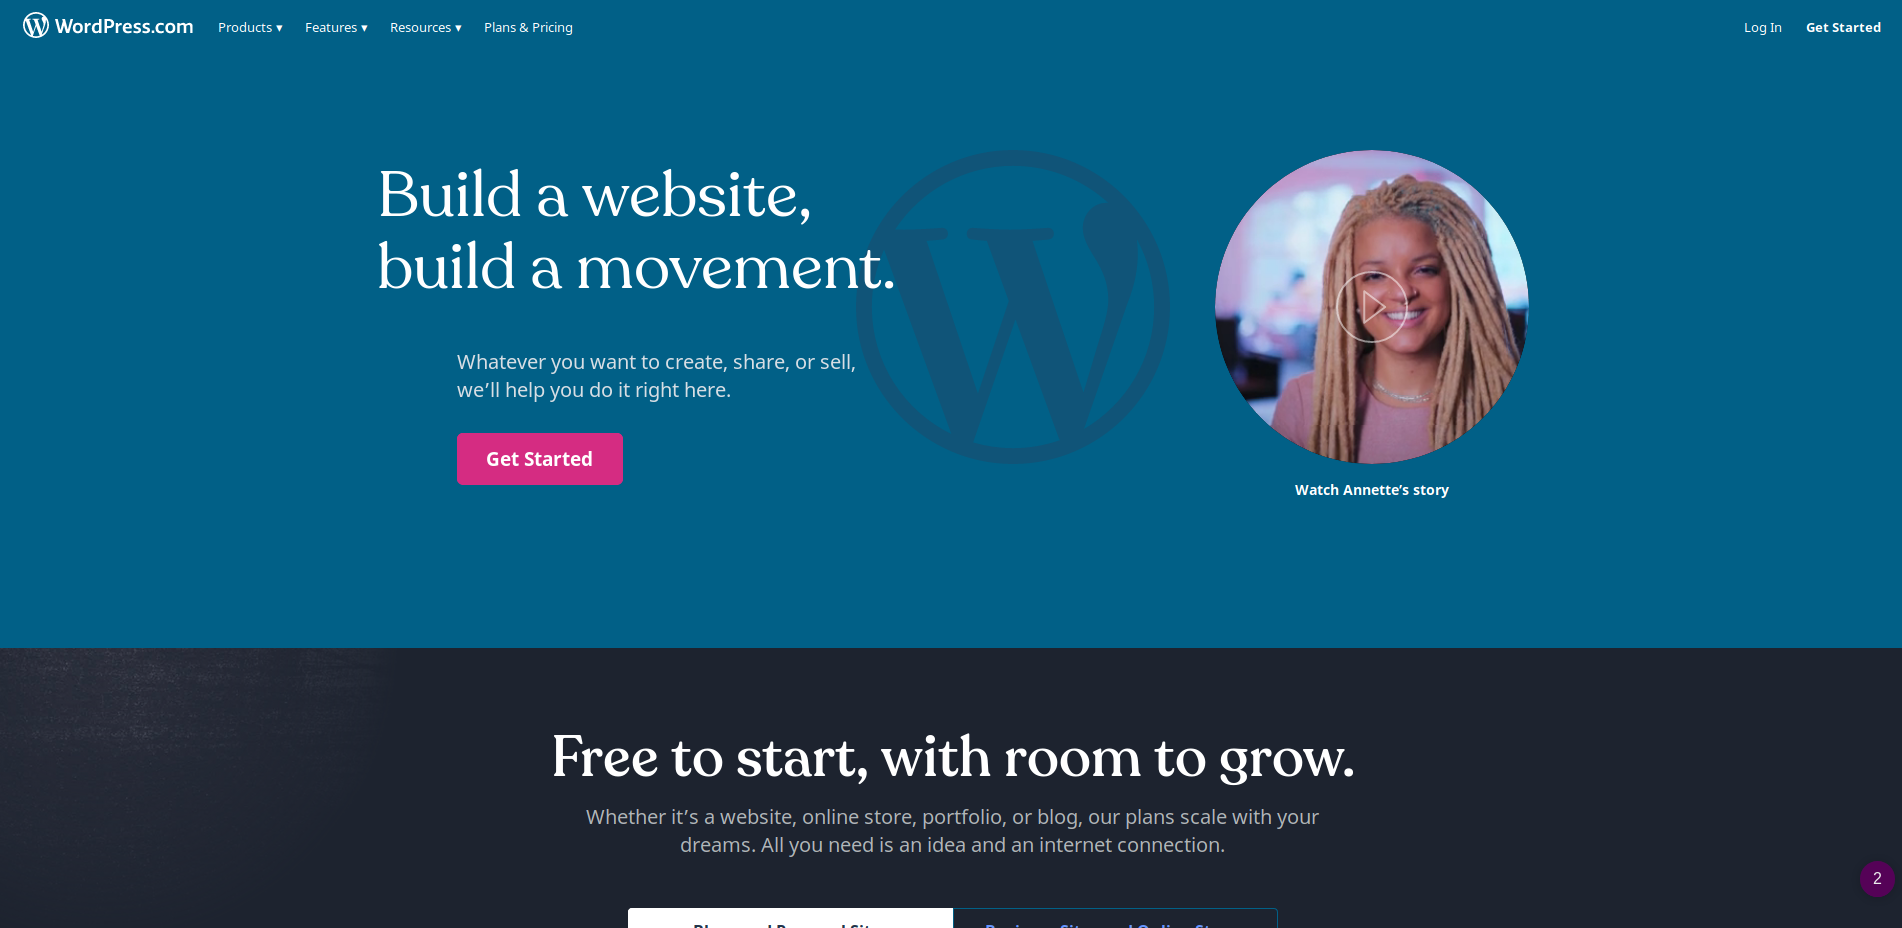 WordPress.com Products ▾ Features ▾ Resources ▾ Plans & Pricing Log In Get Started
Build a website,
build a movement.
Whatever you want to create, share, or sell,
we’ll help you do it right here.
Get Started
Watch Annette’s story
Free to start, with room to grow.
Whether it’s a website, online store, portfolio, or blog, our plans scale with your
dreams. All you need is an idea and an internet connection.
2